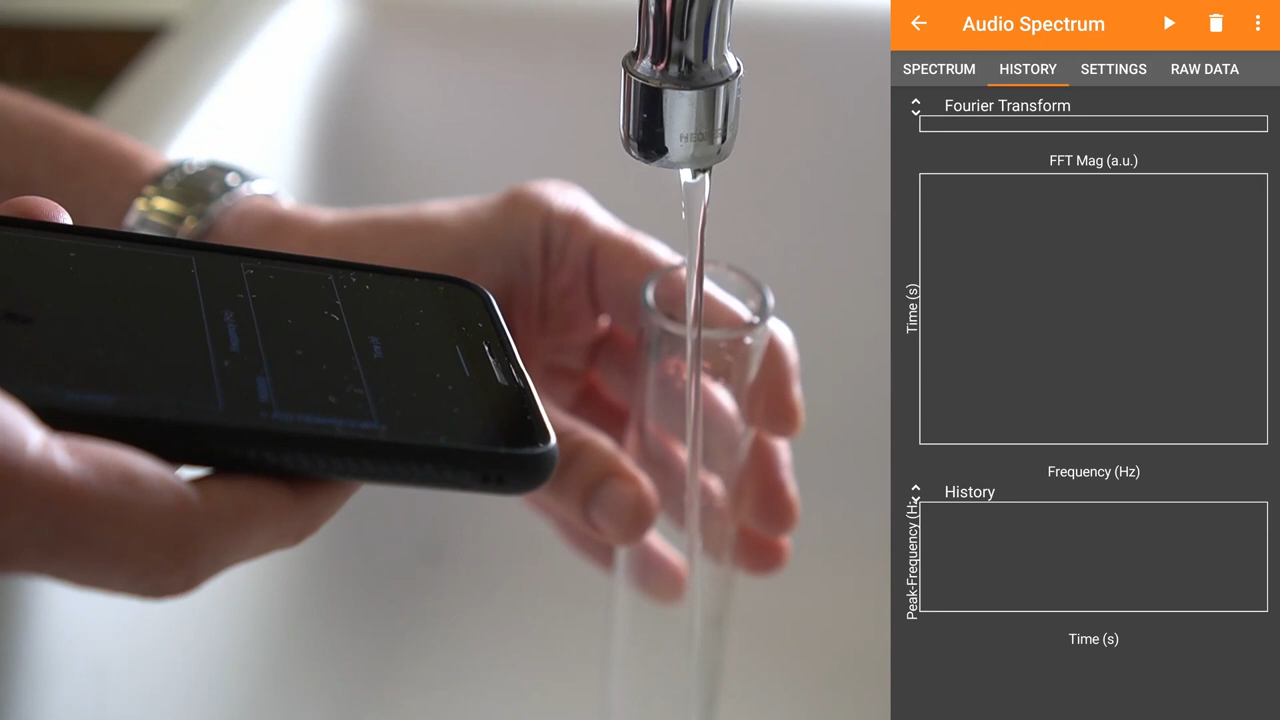 Audio Spectrum
SPECTRUM HISTORY SETTINGS RAW DATA
Fourier Transform
FFT Mag (a.u.)
Time (s)
Frequency (Hz)
History
Peak-Frequency (Hz
Time (s)